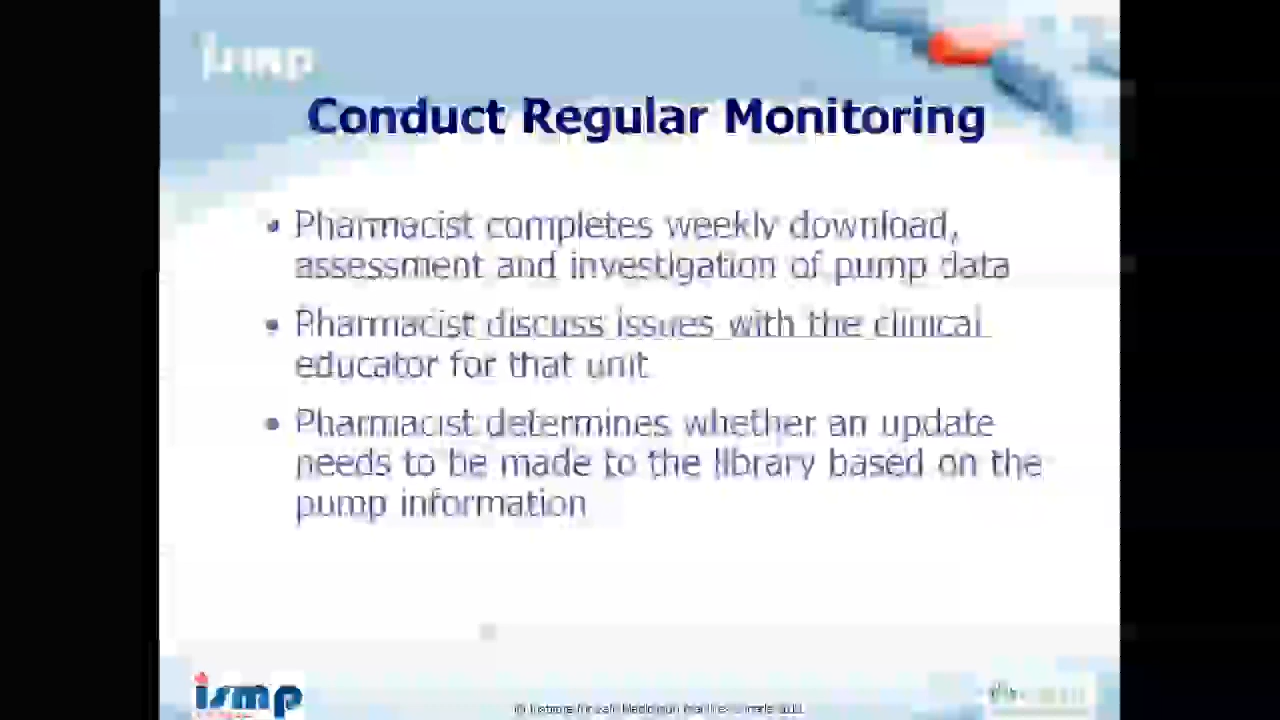 ismp
Conduct Regular Monitoring
• Pharmacist completes weekly download,
assessment and investigation of pump data
• Pharmacist discuss issues with the clinical
educator for that unit
• Pharmacist determines whether an update
needs to be made to the library based on the
pump information
ismp